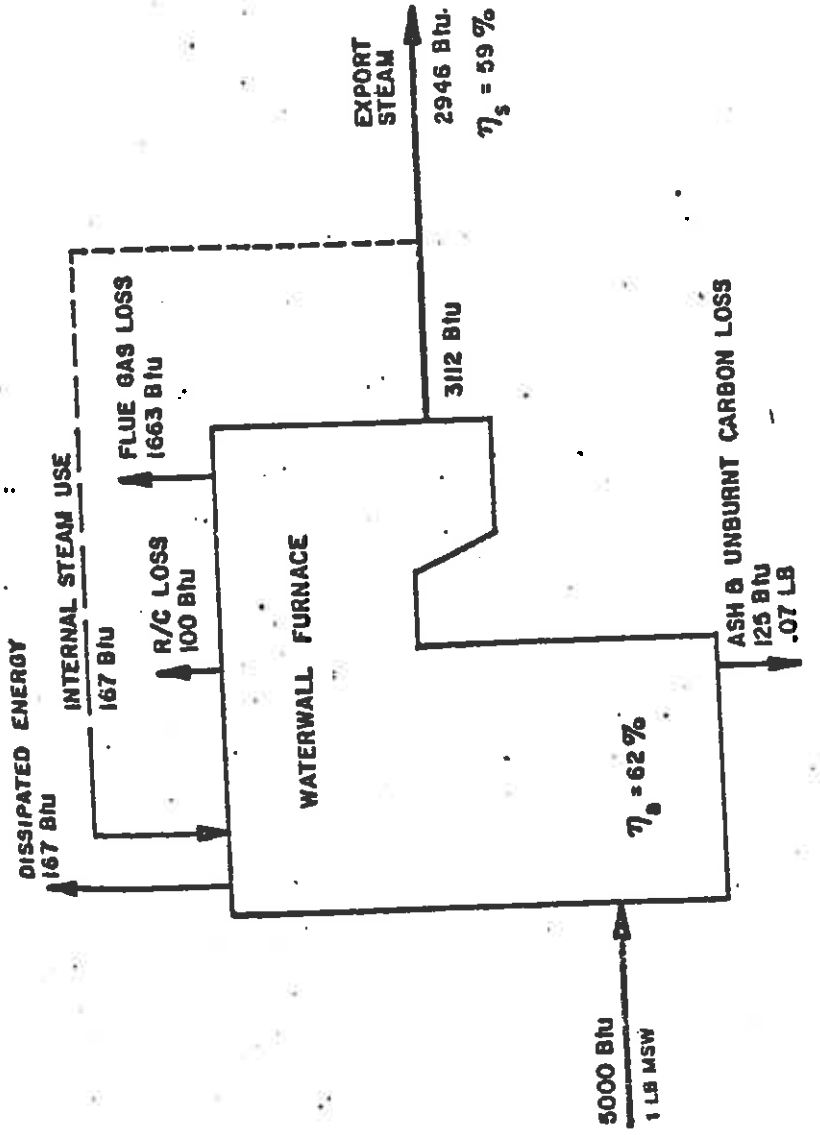 DISSIPATED ENERGY
167 Btu
INTERNAL STEAM USE
167 Btu
R/C LOSS
100 Btu
FLUE GAS LOSS
1663 Btu
EXPORT
STEAM
2946 Btu.
η_s = 59 %
3112 Btu
WATERWALL FURNACE
η_B = 62 %
5000 Btu
1 LB MSW
ASH & UNBURNT CARBON LOSS
125 Btu
.07 LB